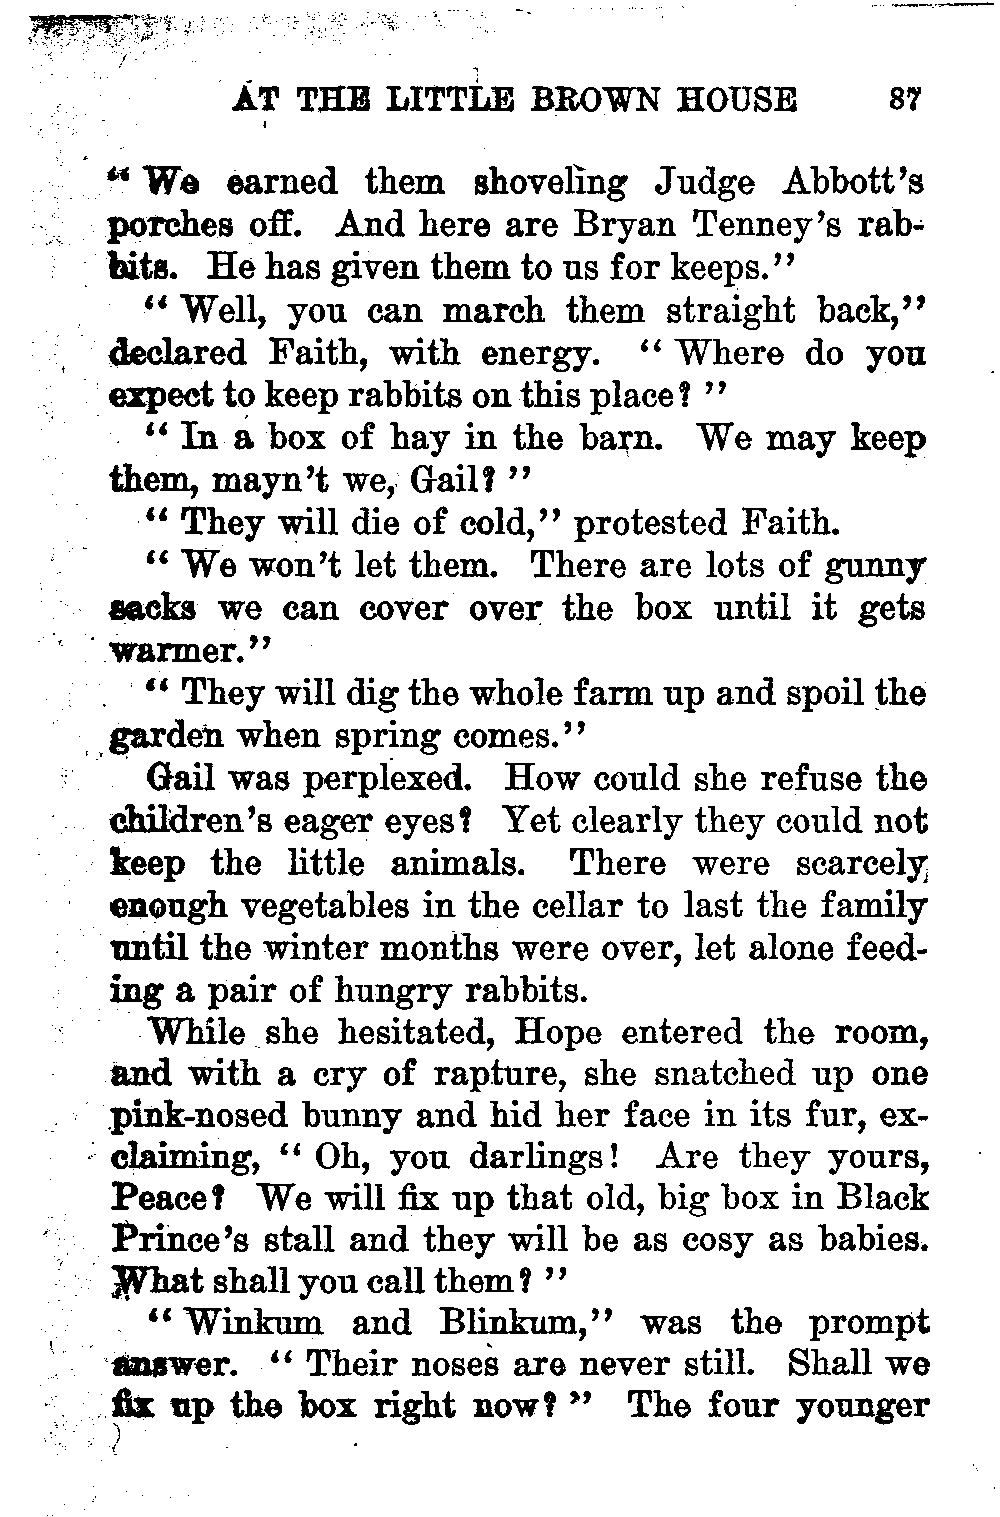 AT THE LITTLE BROWN HOUSE 87
“ We earned them shoveling Judge Abbott’s
porches off. And here are Bryan Tenney’s rab-
bits. He has given them to us for keeps.”
“ Well, you can march them straight back,”
declared Faith, with energy. “ Where do you
expect to keep rabbits on this place? ”
“ In a box of hay in the barn. We may keep
them, mayn’t we, Gail? ”
“ They will die of cold,” protested Faith.
“ We won’t let them. There are lots of gunny
sacks we can cover over the box until it gets
warmer.”
“ They will dig the whole farm up and spoil the
garden when spring comes.”
Gail was perplexed. How could she refuse the
children’s eager eyes? Yet clearly they could not
keep the little animals. There were scarcely
enough vegetables in the cellar to last the family
until the winter months were over, let alone feed-
ing a pair of hungry rabbits.
While she hesitated, Hope entered the room,
and with a cry of rapture, she snatched up one
pink-nosed bunny and hid her face in its fur, ex-
claiming, “ Oh, you darlings! Are they yours,
Peace? We will fix up that old, big box in Black
Prince’s stall and they will be as cosy as babies.
What shall you call them? ”
“ Winkum and Blinkum,” was the prompt
answer. “ Their noses are never still. Shall we
fix up the box right now? ” The four younger